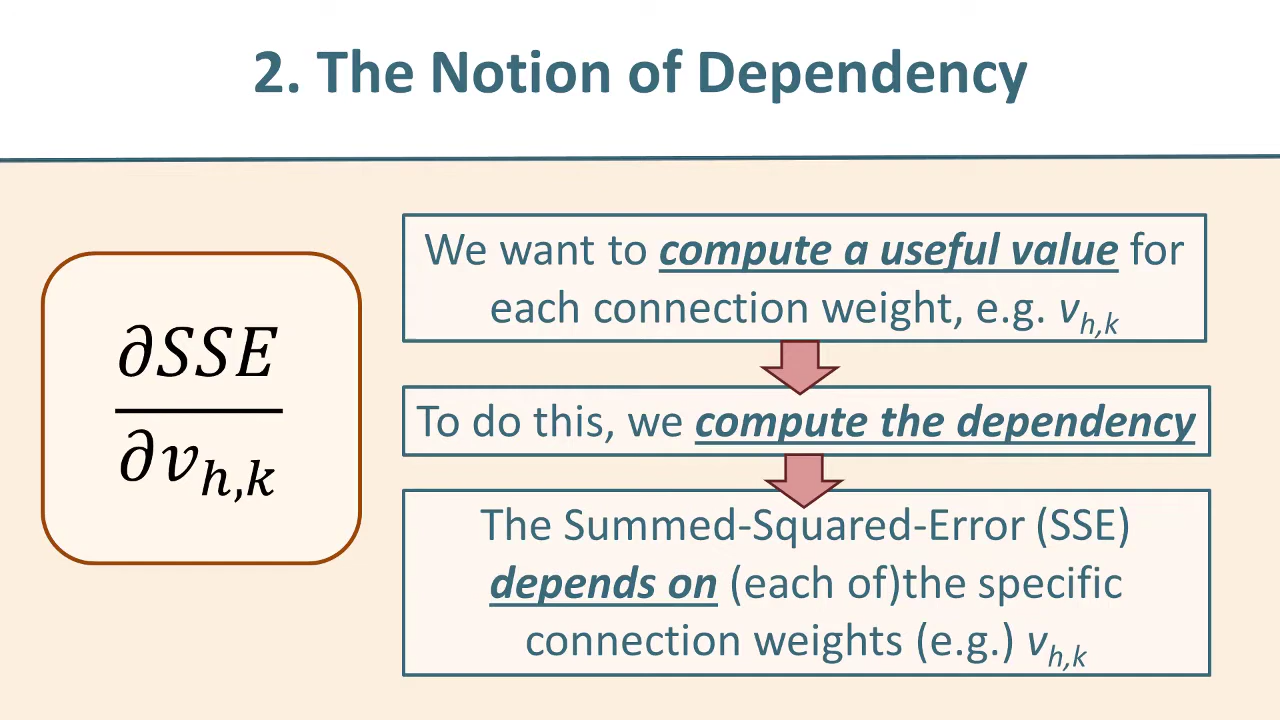 2. The Notion of Dependency
∂SSE
∂v_{h,k}
We want to compute a useful value for
each connection weight, e.g. v_{h,k}
To do this, we compute the dependency
The Summed-Squared-Error (SSE)
depends on (each of)the specific
connection weights (e.g.) v_{h,k}